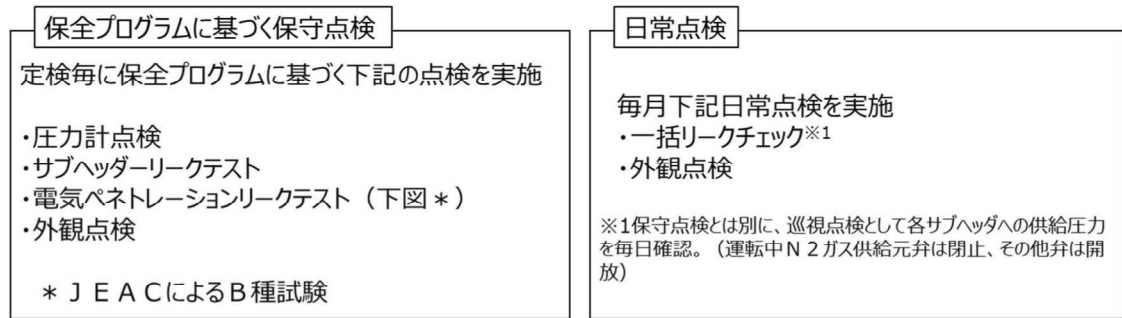 保全プログラムに基づく保守点検
定検毎に保全プログラムに基づく下記の点検を実施
・圧力計点検
・サブヘッダーリークテスト
・電気ペネトレーションリークテスト（下図＊）
・外観点検
＊ＪＥＡＣによるＢ種試験
日常点検
毎月下記日常点検を実施
・一括リークチェック※1
・外観点検
※1保守点検とは別に、巡視点検として各サブヘッダへの供給圧力
を毎日確認。（運転中Ｎ２ガス供給元弁は閉止、その他弁は開
放）